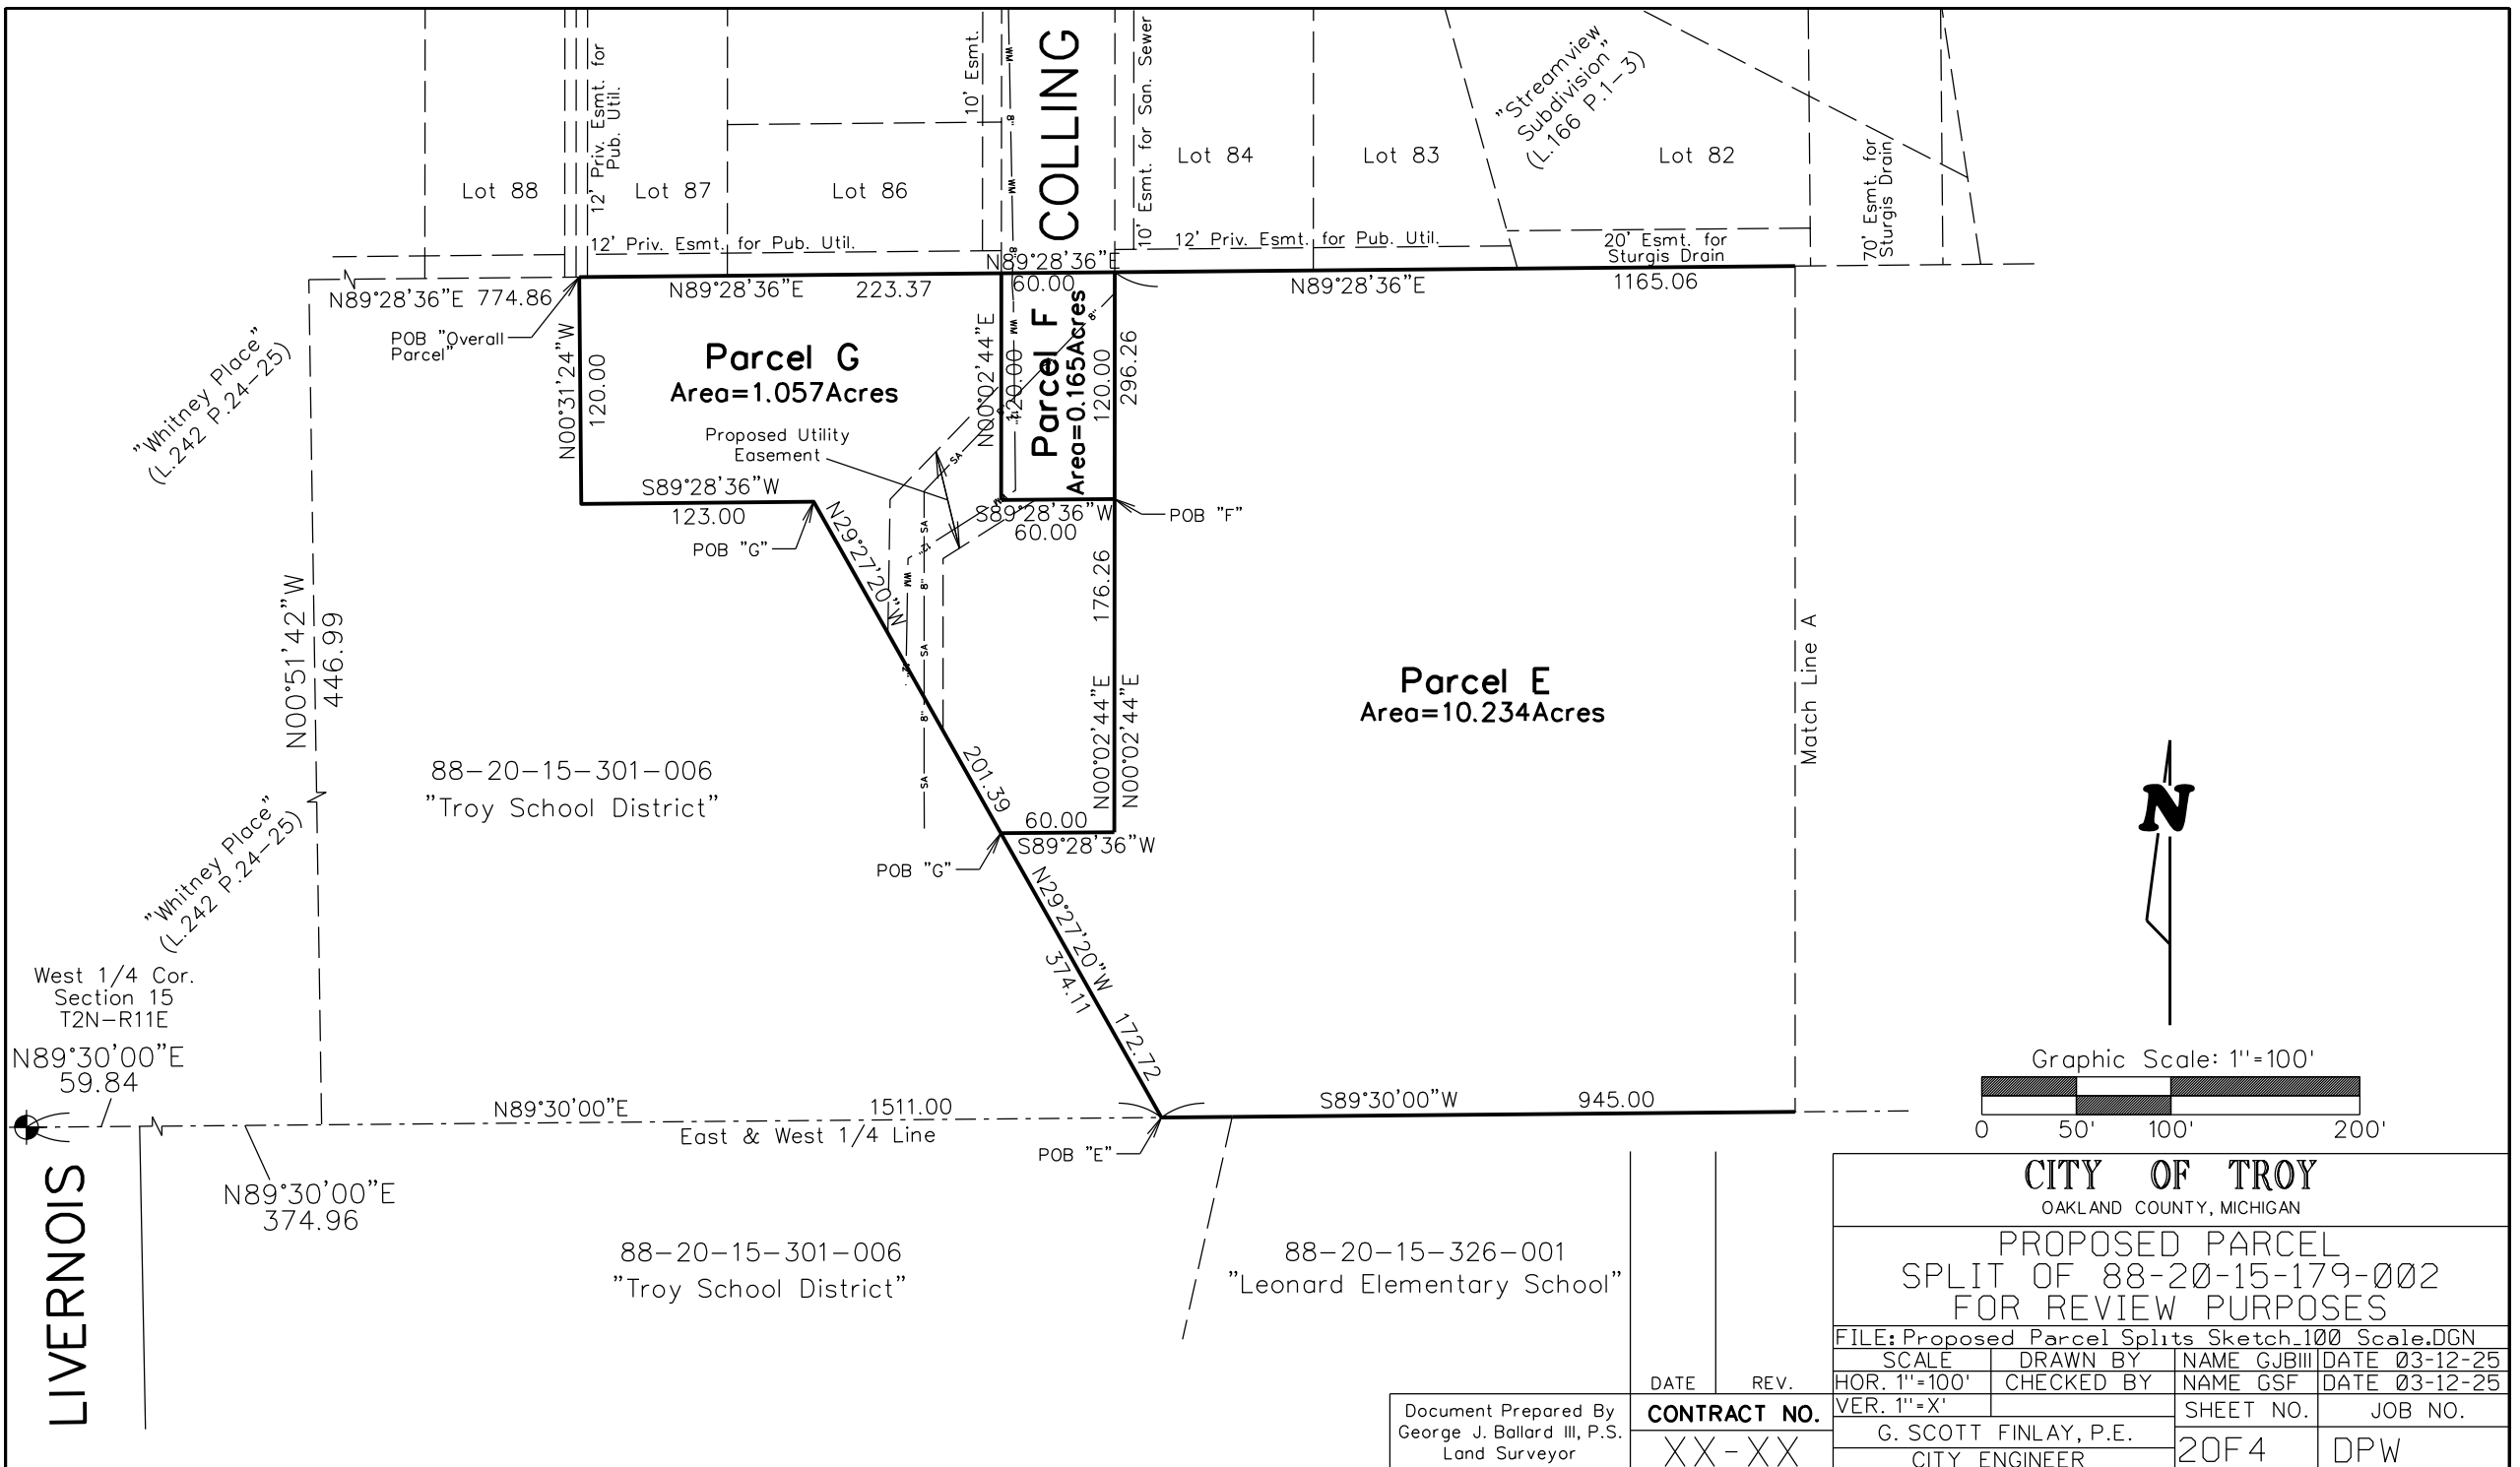 12' Priv. Esmt. for
Pub. Util.
10' Esmt.
COLLING
10' Esmt. for San. Sewer
"Streamview
Subdivision"
(L.166 P.1-3)
Lot 88
Lot 87
Lot 86
Lot 84
Lot 83
Lot 82
70' Esmt. for
Sturgis Drain
12' Priv. Esmt. for Pub. Util.
12' Priv. Esmt. for Pub. Util.
20' Esmt. for
Sturgis Drain
WM
8"
WM
8"
N89°28'36"E
60.00
N89°28'36"E 774.86
N89°28'36"E 223.37
N89°28'36"E 1165.06
POB "Overall
Parcel"
"Whitney Place"
(L.242 P.24-25)
N00°31'24"W
120.00
Parcel G
Area=1.057Acres
N00°02'44"E
120.00
WM
12"
Parcel F
Area=0.165Acres
8"
120.00
296.26
Proposed Utility
Easement
SA
S89°28'36"W
123.00
POB "G"
S89°28'36"W
60.00
POB "F"
N29°27'20"W
201.39
12"
WM
SA
8"
SA
8"
SA
176.26
N00°02'44"E
N00°02'44"E
Parcel E
Area=10.234Acres
Match Line A
N00°51'42"W
446.99
88-20-15-301-006
"Troy School District"
60.00
S89°28'36"W
POB "G"
N29°27'20"W
374.11
172.72
"Whitney Place"
(L.242 P.24-25)
West 1/4 Cor.
Section 15
T2N-R11E
N89°30'00"E
59.84
N89°30'00"E 1511.00
East & West 1/4 Line
S89°30'00"W 945.00
POB "E"
N89°30'00"E
374.96
LIVERNOIS
88-20-15-301-006
"Troy School District"
88-20-15-326-001
"Leonard Elementary School"
N
Graphic Scale: 1"=100'
0 50' 100' 200'
CITY OF TROY
OAKLAND COUNTY, MICHIGAN
PROPOSED PARCEL
SPLIT OF 88-20-15-179-002
FOR REVIEW PURPOSES
FILE: Proposed Parcel Splits Sketch_100 Scale.DGN
SCALE DRAWN BY NAME GJBIII DATE 03-12-25
HOR. 1"=100' CHECKED BY NAME GSF DATE 03-12-25
VER. 1"=X' SHEET NO. JOB NO.
G. SCOTT FINLAY, P.E.
CITY ENGINEER
2OF4 DPW
DATE REV.
CONTRACT NO.
XX-XX
Document Prepared By
George J. Ballard III, P.S.
Land Surveyor